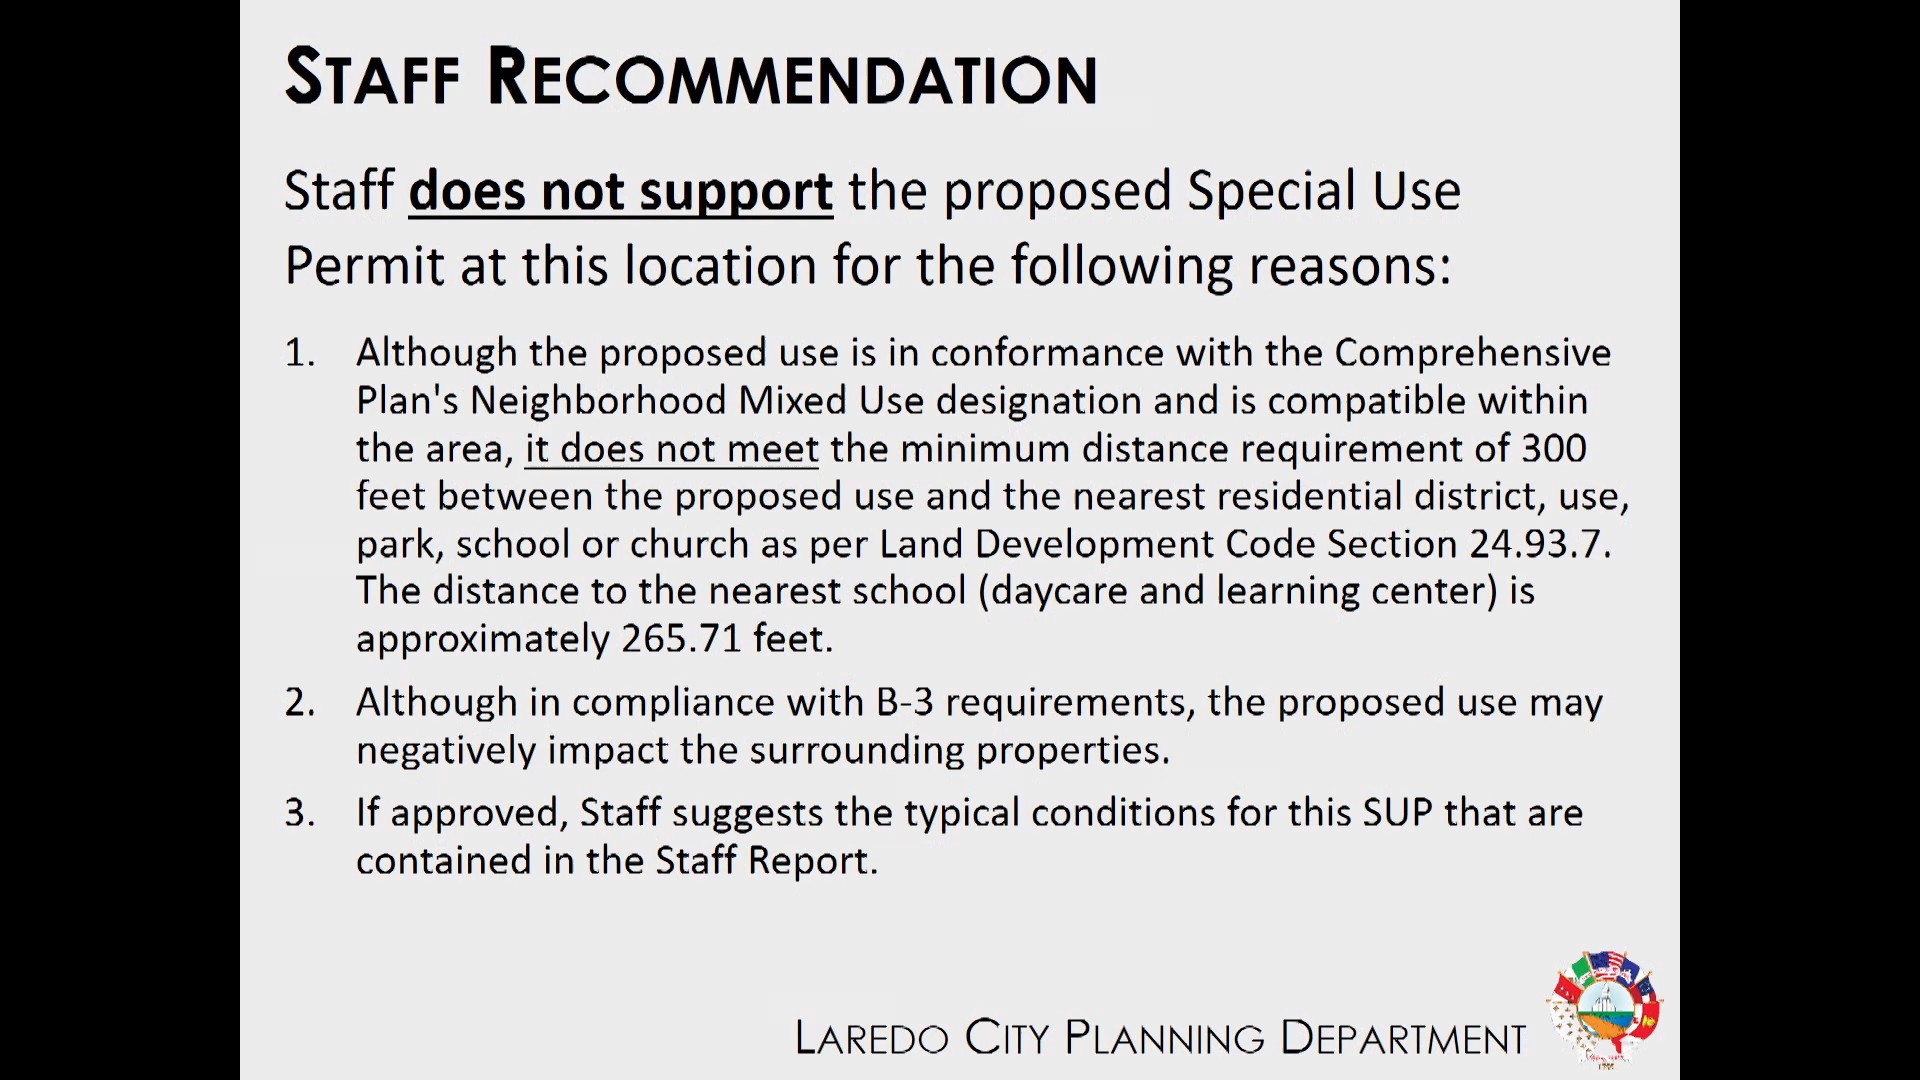 STAFF RECOMMENDATION
Staff does not support the proposed Special Use
Permit at this location for the following reasons:
1. Although the proposed use is in conformance with the Comprehensive
Plan's Neighborhood Mixed Use designation and is compatible within
the area, it does not meet the minimum distance requirement of 300
feet between the proposed use and the nearest residential district, use,
park, school or church as per Land Development Code Section 24.93.7.
The distance to the nearest school (daycare and learning center) is
approximately 265.71 feet.
2. Although in compliance with B-3 requirements, the proposed use may
negatively impact the surrounding properties.
3. If approved, Staff suggests the typical conditions for this SUP that are
contained in the Staff Report.
LAREDO CITY PLANNING DEPARTMENT